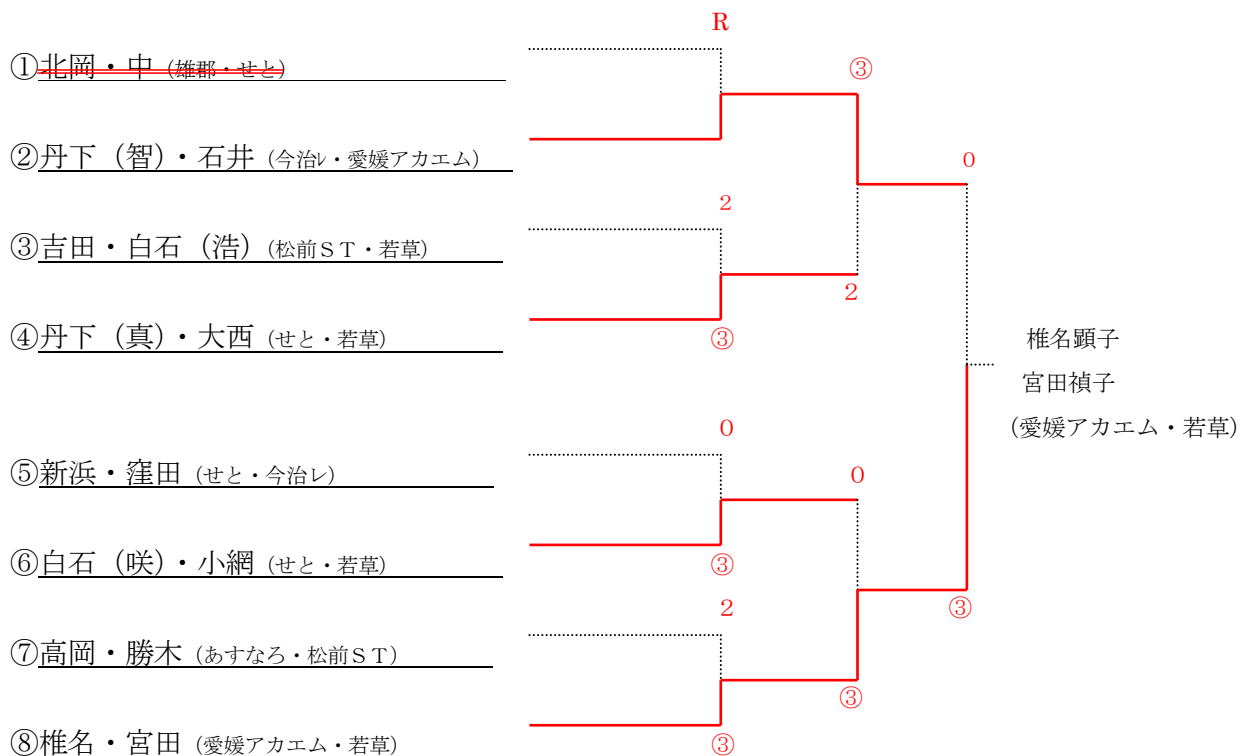 R
①北岡・中（雄郡・せと）
③
②丹下（智）・石井（今治ﾚ・愛媛アカエム）
0
2
③吉田・白石（浩）（松前ＳＴ・若草）
2
④丹下（真）・大西（せと・若草）
③
椎名顕子
宮田禎子
（愛媛アカエム・若草）
0
⑤新浜・窪田（せと・今治レ）
0
⑥白石（咲）・小網（せと・若草）
③
2
③
⑦高岡・勝木（あすなろ・松前ＳＴ）
③
⑧椎名・宮田（愛媛アカエム・若草）
③